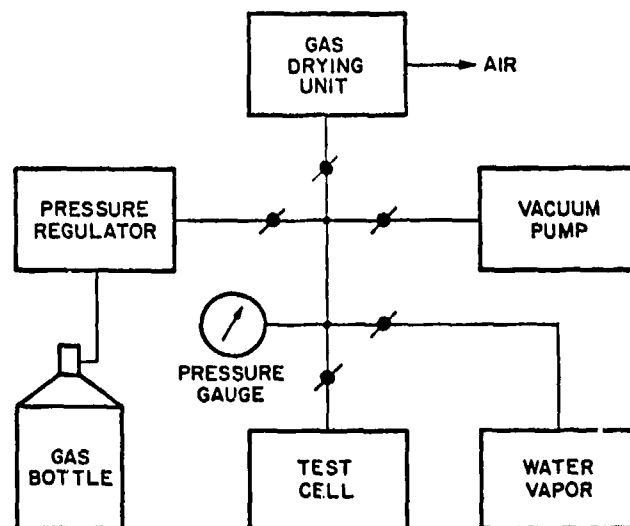 GAS
DRYING
UNIT
AIR
PRESSURE
REGULATOR
VACUUM
PUMP
PRESSURE
GAUGE
GAS
BOTTLE
TEST
CELL
WATER
VAPOR